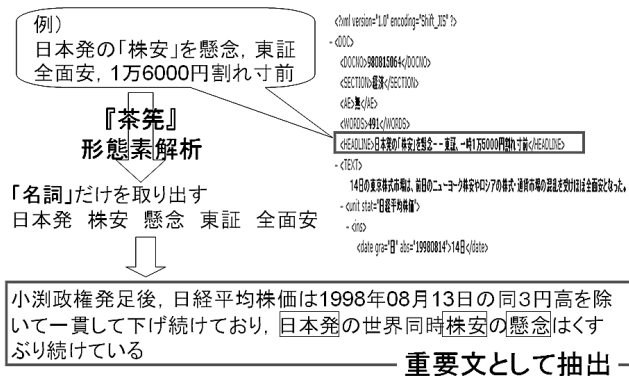 例)
日本発の「株安」を懸念, 東証
全面安, 1万6000円割れ寸前
『茶筅』
形態素解析
「名詞」だけを取り出す
日本発 株安 懸念 東証 全面安
<?xml version="1.0" encoding="Shift_JIS" ?>
- <DOC>
<DOCNO>980815064</DOCNO>
<SECTION>経済</SECTION>
<AE>無</AE>
<WORDS>491</WORDS>
<HEADLINE>日本発の「株安」を懸念－－東証、一時1万5000円割れ寸前</HEADLINE>
- <TEXT>
14日の東京株式市場は、前日のニューヨーク株安やロシアの株式・通貨市場の混乱を受けほぼ全面安となった。
- <unit stat="日経平均株価">
- <ins>
<date gra="日" abs="19980814">14日</date>
小渕政権発足後, 日経平均株価は1998年08月13日の同3円高を除
いて一貫して下げ続けており, 日本発の世界同時株安の懸念はくす
ぶり続けている
重要文として抽出